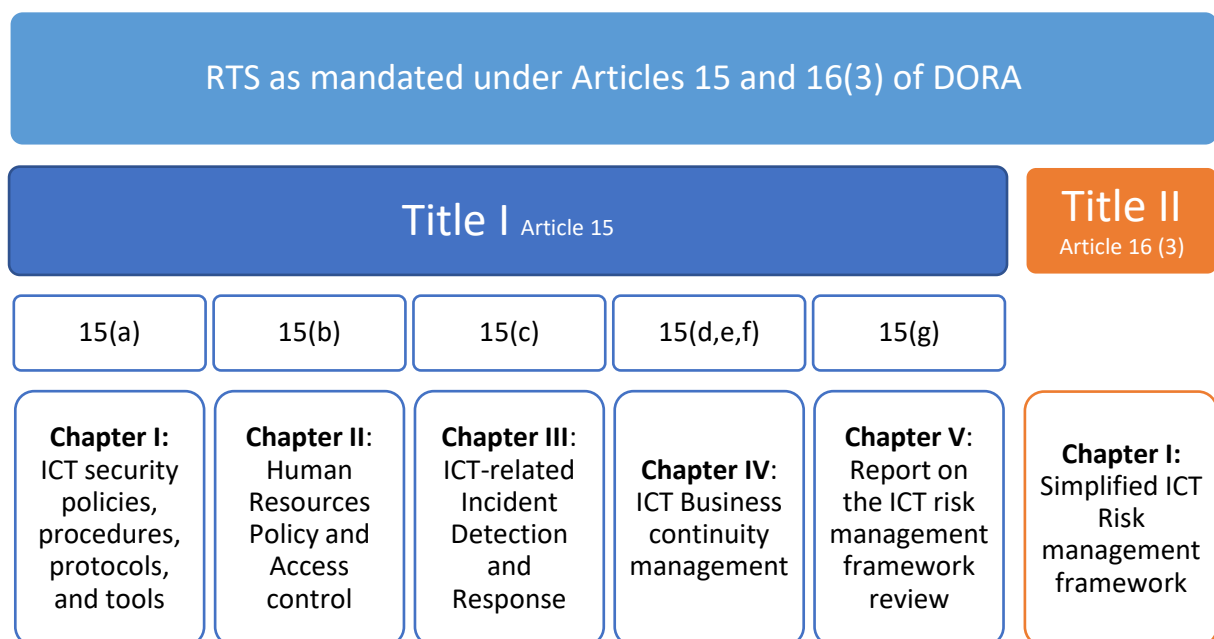 RTS as mandated under Articles 15 and 16(3) of DORA
Title I Article 15
Title II
Article 16 (3)
15(a)
15(b)
15(c)
15(d,e,f)
15(g)
Chapter I:
ICT security
policies,
procedures,
protocols,
and tools
Chapter II:
Human
Resources
Policy and
Access
control
Chapter III:
ICT-related
Incident
Detection
and
Response
Chapter IV:
ICT Business
continuity
management
Chapter V:
Report on
the ICT risk
management
framework
review
Chapter I:
Simplified ICT
Risk
management
framework